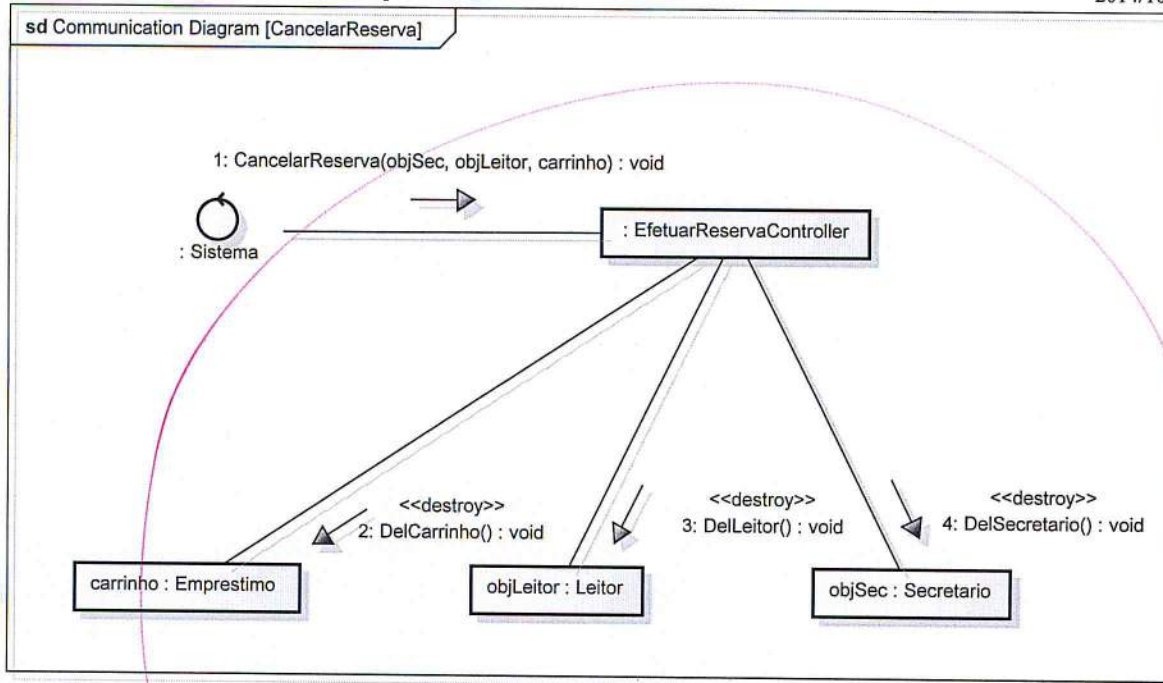 sd Communication Diagram [CancelarReserva]
1: CancelarReserva(objSec, objLeitor, carrinho) : void
: Sistema
: EfetuarReservaController
<<destroy>>
2: DelCarrinho() : void
<<destroy>>
3: DelLeitor() : void
<<destroy>>
4: DelSecretario() : void
carrinho : Emprestimo
objLeitor : Leitor
objSec : Secretario